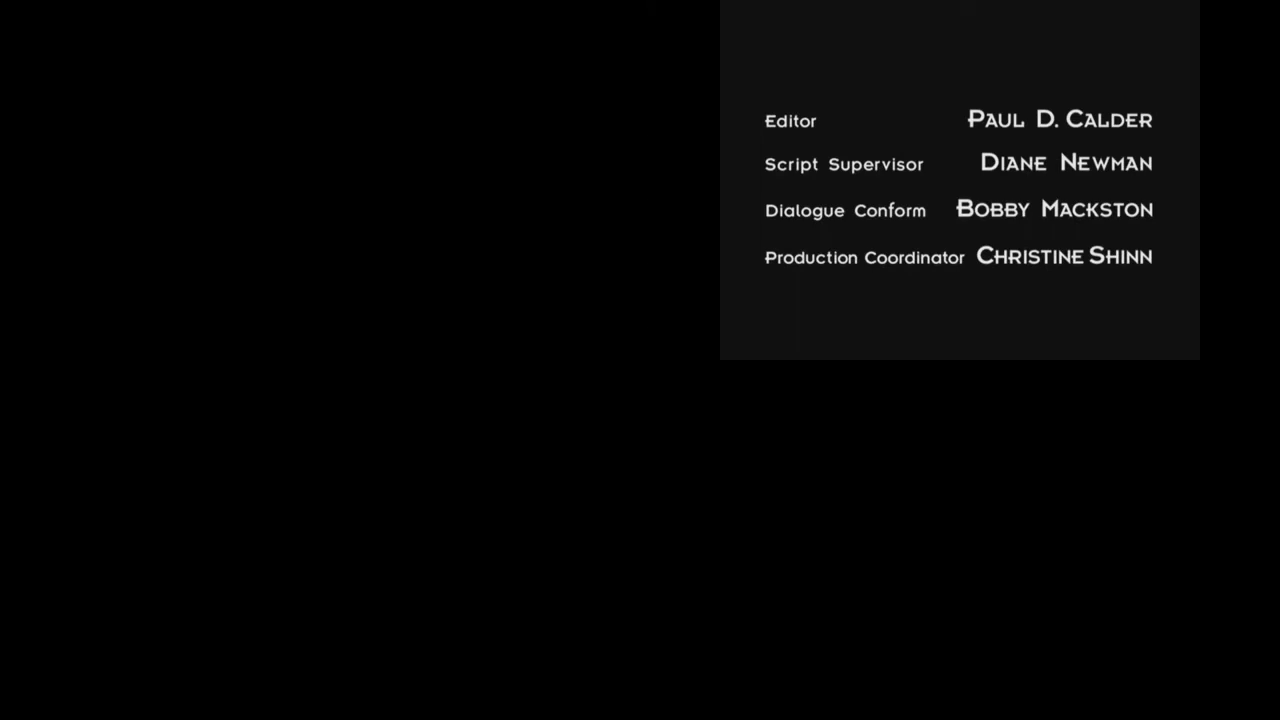 Editor PAUL D. CALDER
Script Supervisor DIANE NEWMAN
Dialogue Conform BOBBY MACKSTON
Production Coordinator CHRISTINE SHINN